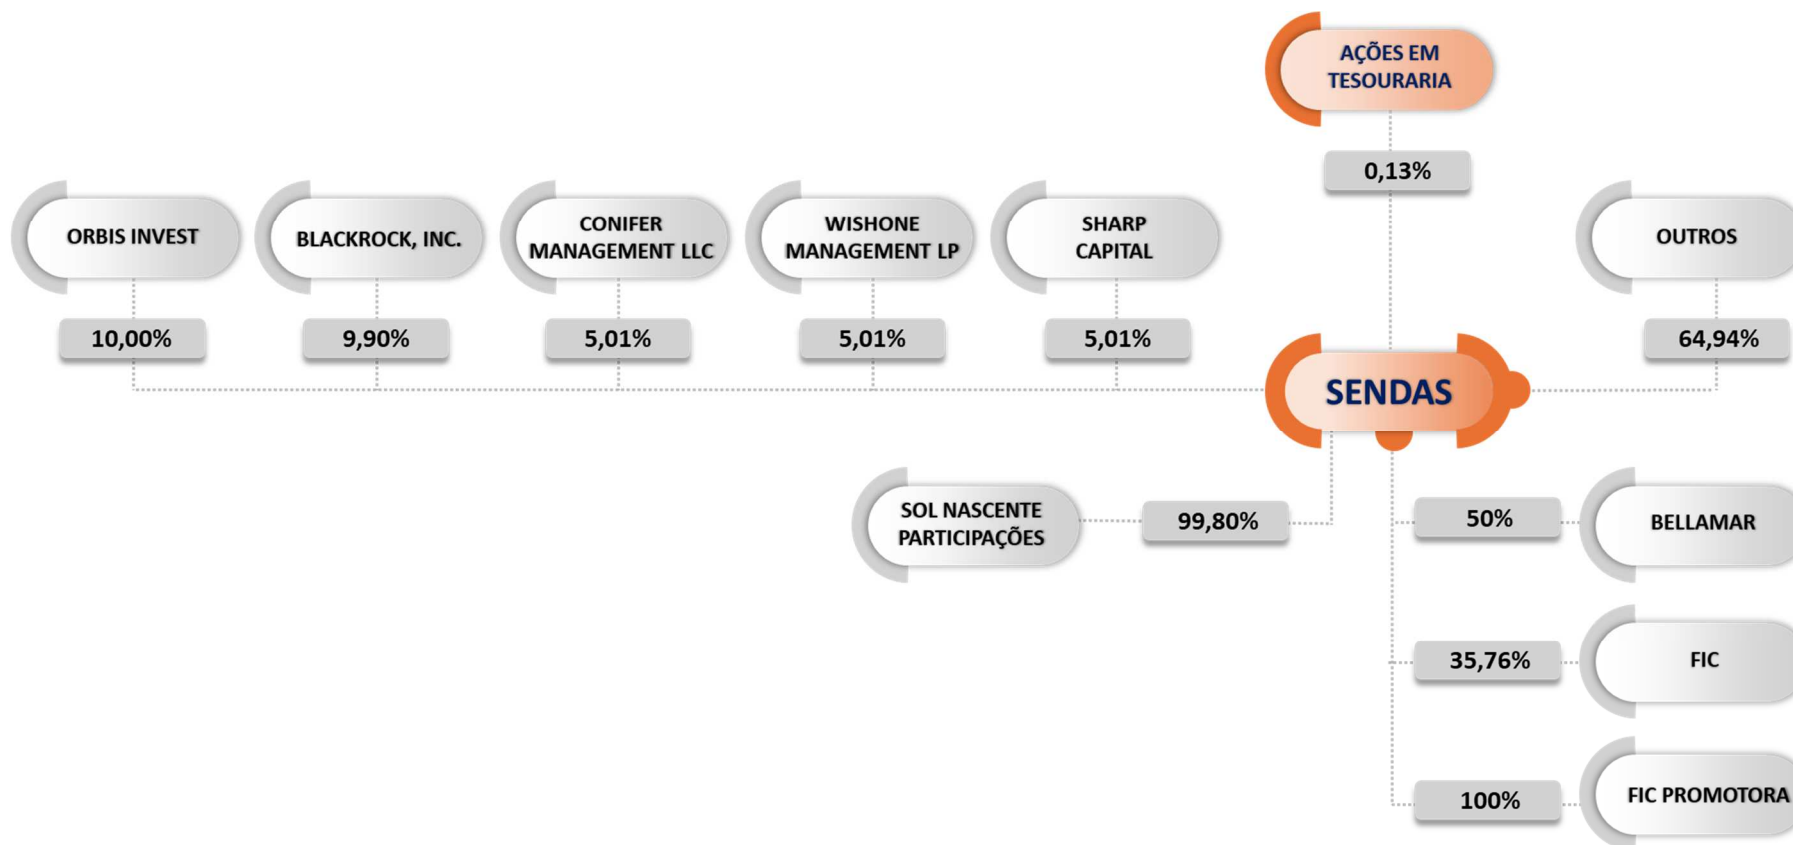 AÇÕES EM
TESOURARIA
0,13%
ORBIS INVEST
BLACKROCK, INC.
CONIFER
MANAGEMENT LLC
WISHONE
MANAGEMENT LP
SHARP
CAPITAL
OUTROS
10,00%
9,90%
5,01%
5,01%
5,01%
64,94%
SENDAS
SOL NASCENTE
PARTICIPAÇÕES
99,80%
50%
BELLAMAR
35,76%
FIC
100%
FIC PROMOTORA